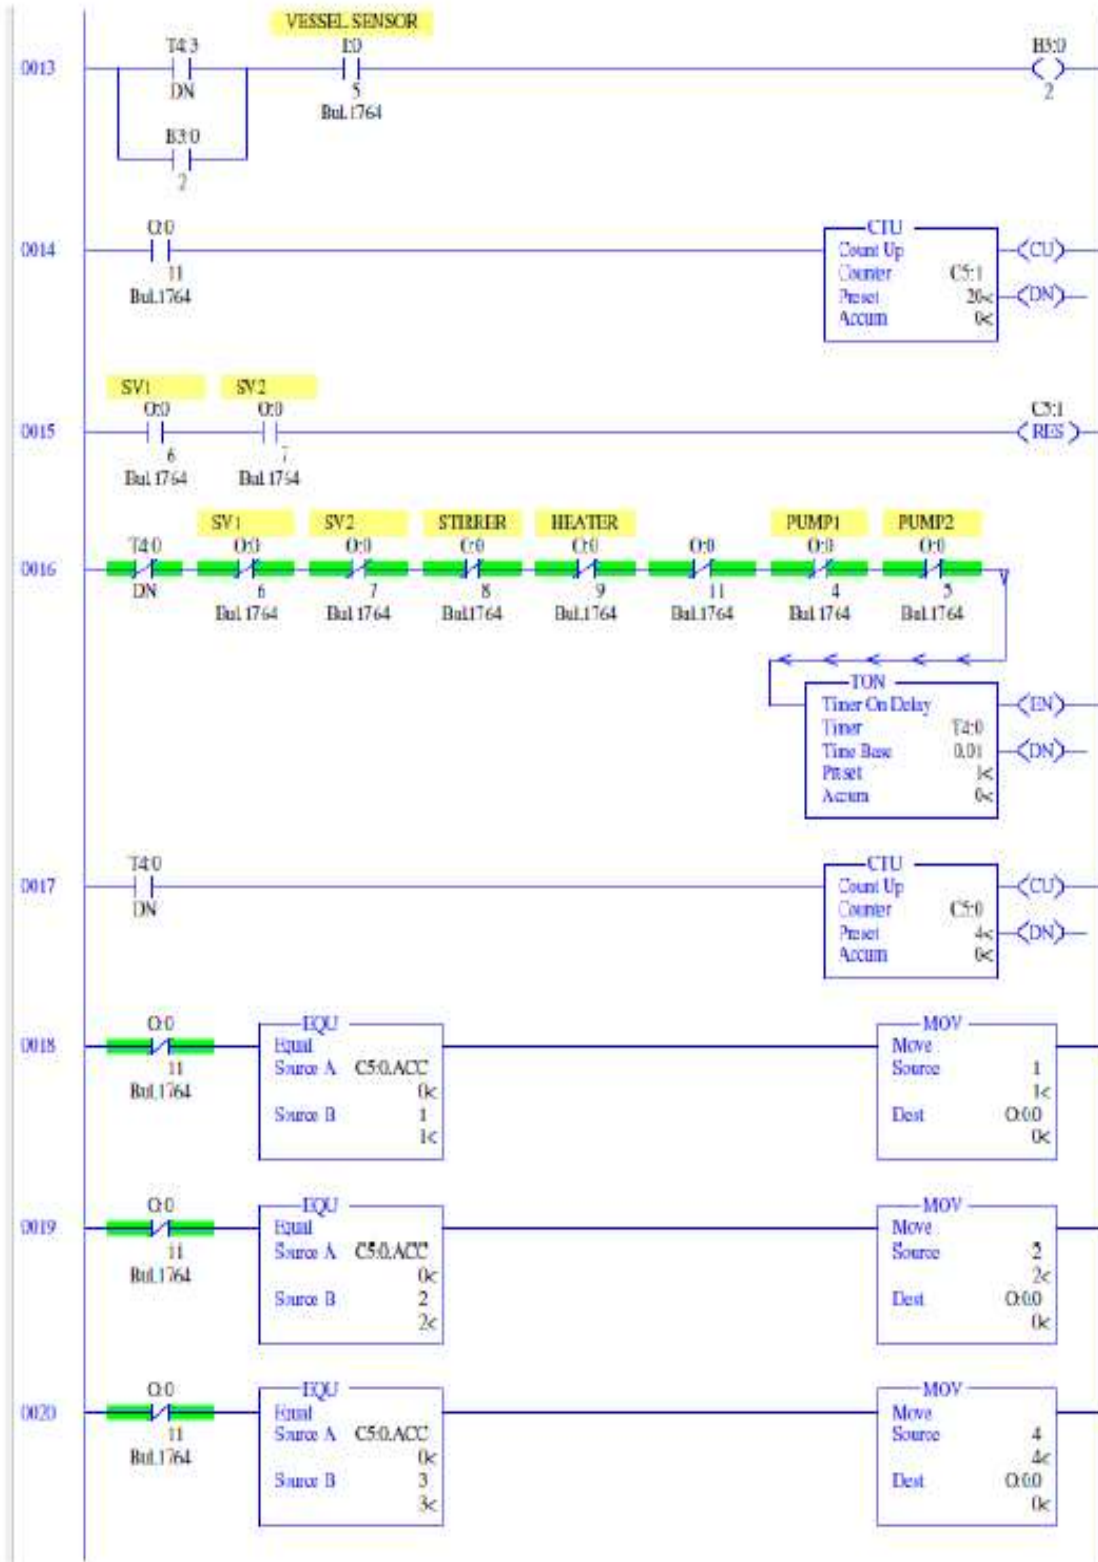 VESSEL SENSOR
T4:3 I:0 B3:0
0013
DN 5 2
Bul.1764
B3:0
2
O:0 CTU
0014 Count Up CU
11 Counter C5:1
Bul.1764 Preset 20< DN
Accum 0<
SV1 SV2
O:0 O:0 C5:1
0015 RES
6 7
Bul.1764 Bul.1764
SV1 SV2 STIRRER HEATER PUMP1 PUMP2
T4:0 O:0 O:0 O:0 O:0 O:0 O:0 O:0
0016
DN 6 7 8 9 11 4 5
Bul.1764 Bul.1764 Bul.1764 Bul.1764 Bul.1764 Bul.1764 Bul.1764
TON
Timer On Delay EN
Timer T4:0
Time Base 0.01 DN
Preset 1<
Accum 0<
T4:0 CTU
0017 Count Up CU
DN Counter C5:0
Preset 4< DN
Accum 0<
O:0 EQU MOV
0018 Equal Move
11 Source A C5:0.ACC Source 1
Bul.1764 0< 1<
Source B 1 Dest O:0.0
1< 0<
O:0 EQU MOV
0019 Equal Move
11 Source A C5:0.ACC Source 2
Bul.1764 0< 2<
Source B 2 Dest O:0.0
2< 0<
O:0 EQU MOV
0020 Equal Move
11 Source A C5:0.ACC Source 4
Bul.1764 0< 4<
Source B 3 Dest O:0.0
3< 0<